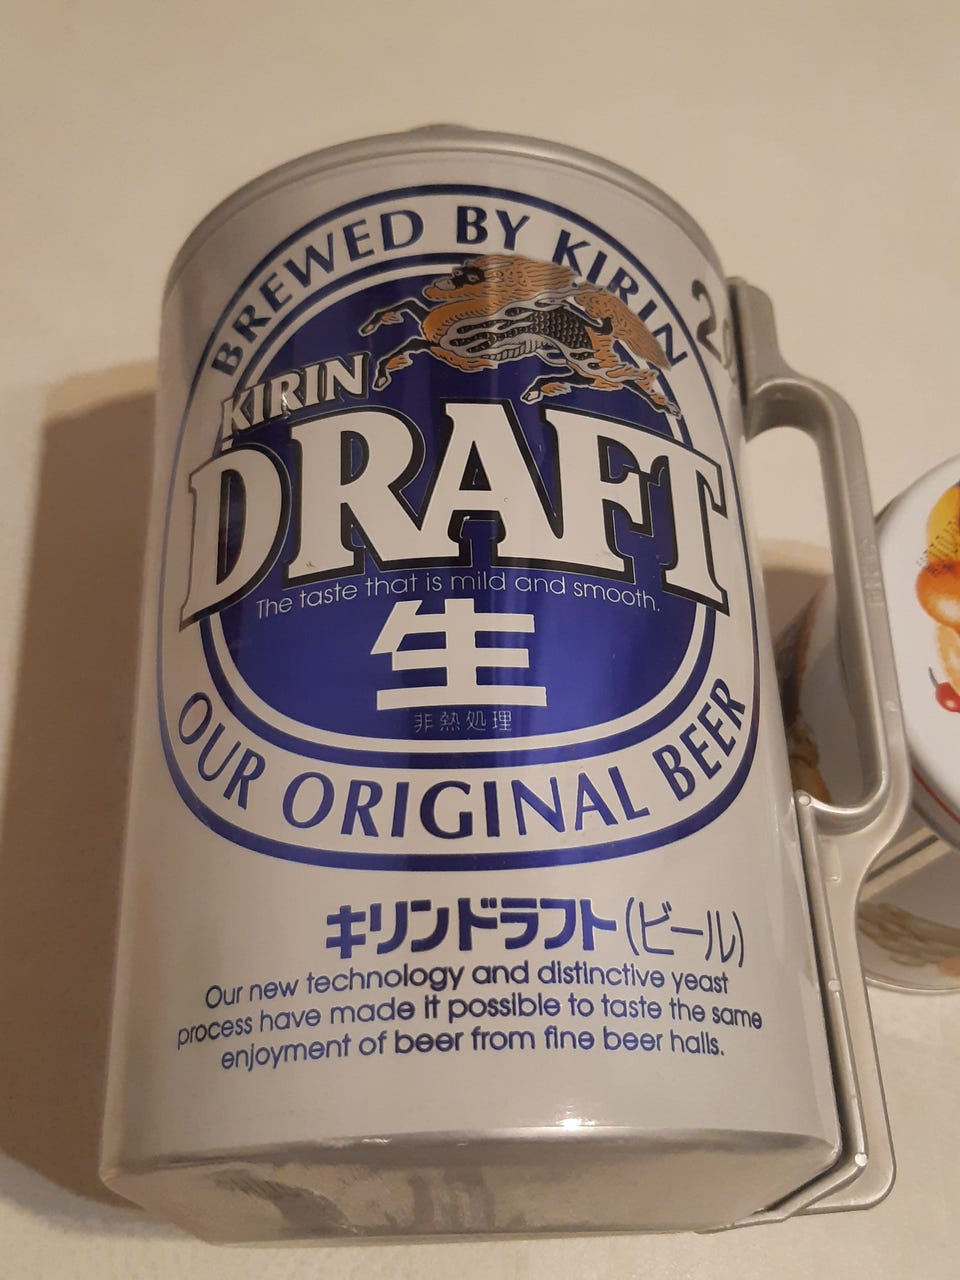 BREWED BY KIRIN
KIRIN
DRAFT
The taste that is mild and smooth.
生
非熱処理
OUR ORIGINAL BEER
キリンドラフト(ビール)
Our new technology and distinctive yeast
process have made it possible to taste the same
enjoyment of beer from fine beer halls.